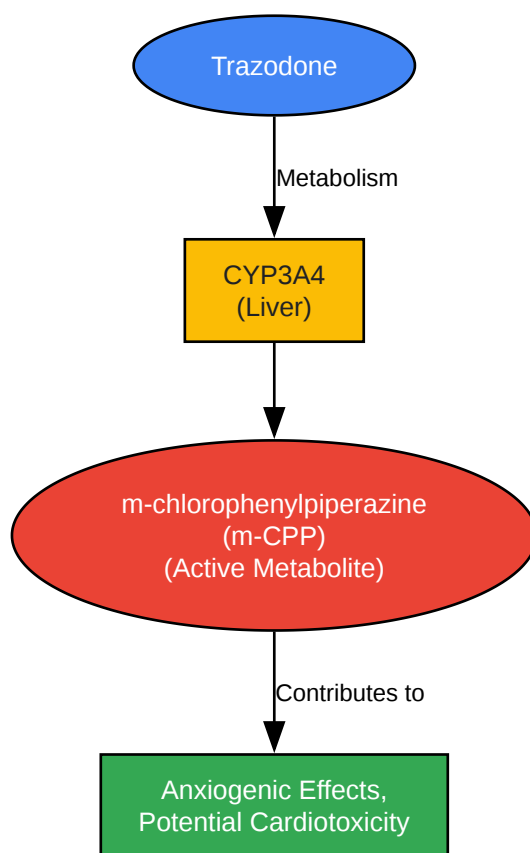 Trazodone
Metabolism
CYP3A4
(Liver)
m-chlorophenylpiperazine
(m-CPP)
(Active Metabolite)
Contributes to
Anxiogenic Effects,
Potential Cardiotoxicity